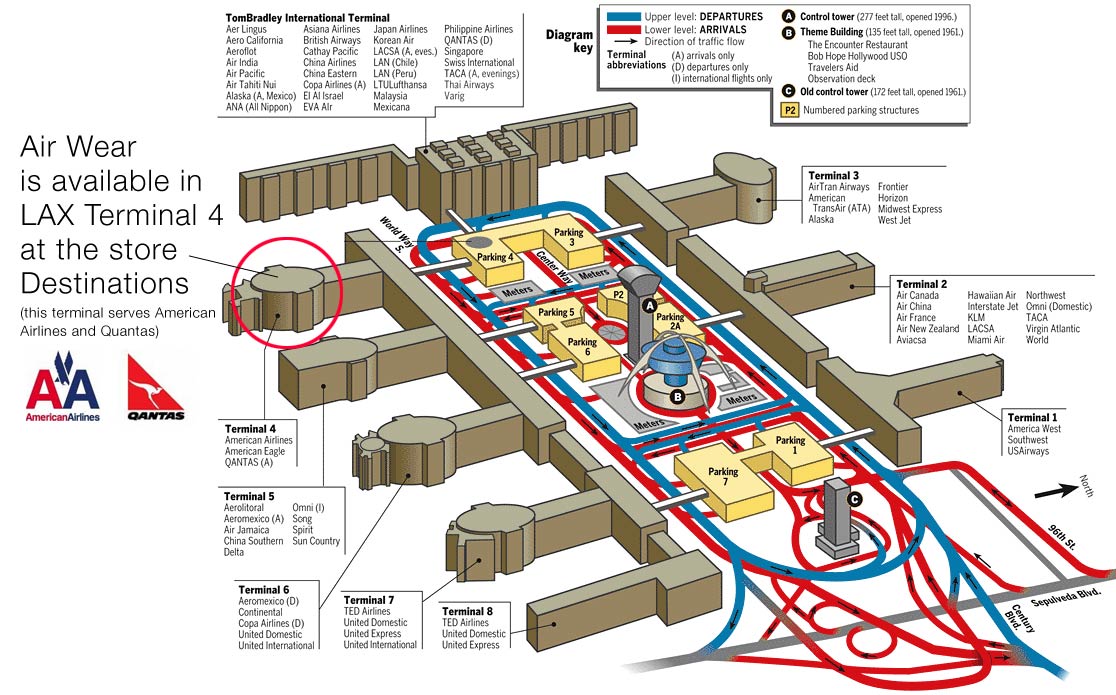 TomBradley International Terminal
Aer Lingus
Aero California
Aeroflot
Air India
Air Pacific
Air Tahiti Nui
Alaska (A, Mexico)
ANA (All Nippon)
Asiana Airlines
British Airways
Cathay Pacific
China Airlines
China Eastern
Copa Airlines (A)
El Al Israel
EVA AIr
Japan Airlines
Korean Air
LACSA (A, eves.)
LAN (Chile)
LAN (Peru)
LTULufthansa
Malaysia
Mexicana
Philippine Airlines
QANTAS (D)
Singapore
Swiss International
TACA (A, evenings)
Thai Airways
Varig
Diagram
key
Upper level: DEPARTURES
Lower level: ARRIVALS
Direction of traffic flow
Terminal
abbreviations
(A) arrivals only
(D) departures only
(I) international flights only
A Control tower (277 feet tall, opened 1996.)
B Theme Building (135 feet tall, opened 1961.)
The Encounter Restaurant
Bob Hope Hollywood USO
Travelers Aid
Observation deck
C Old control tower (172 feet tall, opened 1961.)
P2 Numbered parking structures
Air Wear
is available in
LAX Terminal 4
at the store
Destinations
(this terminal serves American
Airlines and Quantas)
AA
AmericanAirlines
QANTAS
Terminal 3
AirTran Airways
American
TransAir (ATA)
Alaska
Frontier
Horizon
Midwest Express
West Jet
World Way
S.
Parking
3
Parking
4
Center Way
Meters
Meters
P2
A
Parking
2A
Parking 5
Parking
6
B
Meters
Meters
Terminal 2
Air Canada
Air China
Air France
Air New Zealand
Aviacsa
Hawaiian Air
Interstate Jet
KLM
LACSA
Miami Air
Northwest
Omni (Domestic)
TACA
Virgin Atlantic
World
Terminal 1
America West
Southwest
USAirways
Parking
1
Parking
7
C
North
96th St.
Sepulveda Blvd.
Century
Blvd.
Terminal 4
American Airlines
American Eagle
QANTAS (A)
Terminal 5
Aerolitoral
Aeromexico (A)
Air Jamaica
China Southern
Delta
Omni (I)
Song
Spirit
Sun Country
Terminal 6
Aeromexico (D)
Continental
Copa Airlines (D)
United Domestic
United International
Terminal 7
TED Airlines
United Domestic
United Express
United International
Terminal 8
TED Airlines
United Domestic
United Express